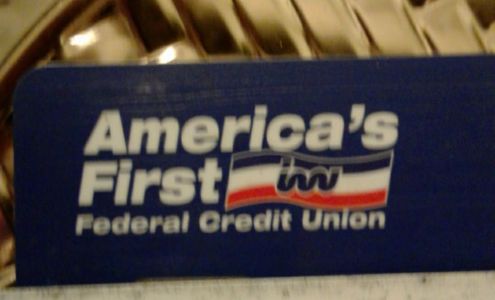 America's
First
Federal Credit Union